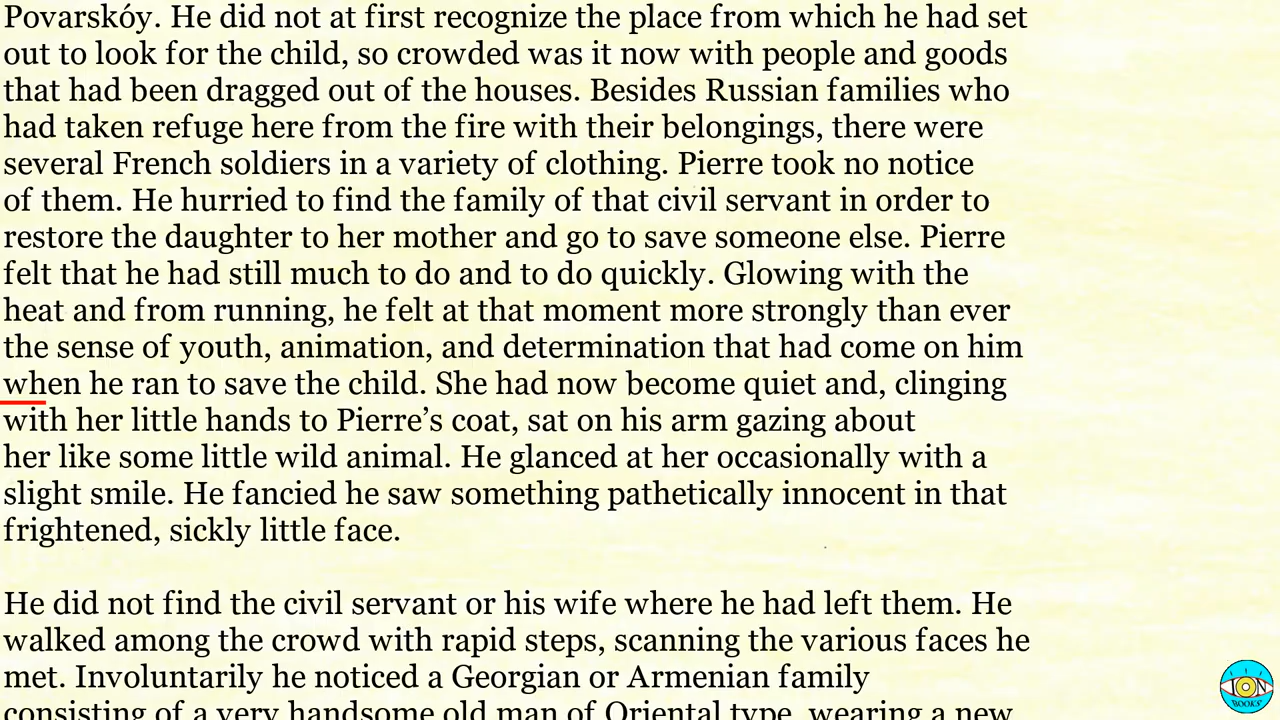 Povarskóy. He did not at first recognize the place from which he had set
out to look for the child, so crowded was it now with people and goods
that had been dragged out of the houses. Besides Russian families who
had taken refuge here from the fire with their belongings, there were
several French soldiers in a variety of clothing. Pierre took no notice
of them. He hurried to find the family of that civil servant in order to
restore the daughter to her mother and go to save someone else. Pierre
felt that he had still much to do and to do quickly. Glowing with the
heat and from running, he felt at that moment more strongly than ever
the sense of youth, animation, and determination that had come on him
when he ran to save the child. She had now become quiet and, clinging
with her little hands to Pierre’s coat, sat on his arm gazing about
her like some little wild animal. He glanced at her occasionally with a
slight smile. He fancied he saw something pathetically innocent in that
frightened, sickly little face.
He did not find the civil servant or his wife where he had left them. He
walked among the crowd with rapid steps, scanning the various faces he
met. Involuntarily he noticed a Georgian or Armenian family
consisting of a very handsome old man of Oriental type, wearing a new
ION
BOOKS